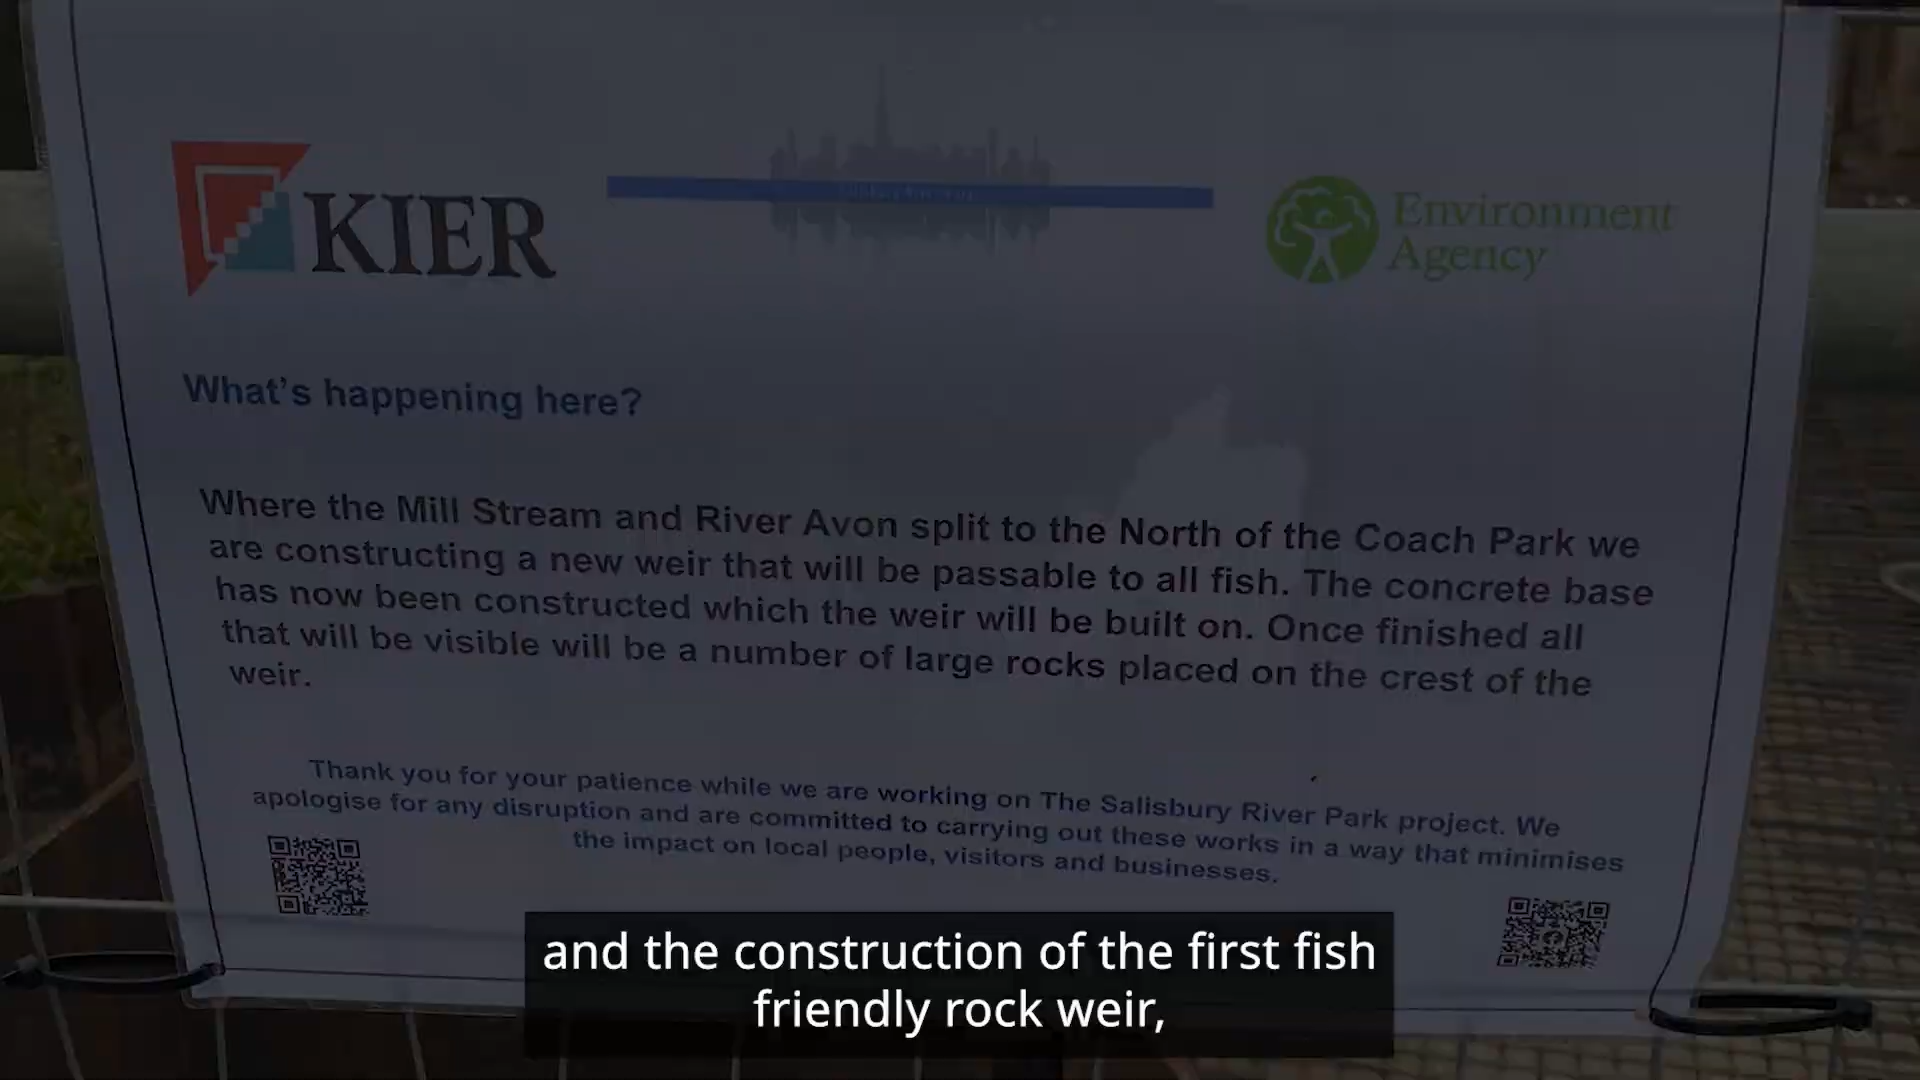 KIER
Environment
Agency
What's happening here?
Where the Mill Stream and River Avon split to the North of the Coach Park we
are constructing a new weir that will be passable to all fish. The concrete base
has now been constructed which the weir will be built on. Once finished all
that will be visible will be a number of large rocks placed on the crest of the
weir.
Thank you for your patience while we are working on The Salisbury River Park project. We
apologise for any disruption and are committed to carrying out these works in a way that minimises
the impact on local people, visitors and businesses.
and the construction of the first fish
friendly rock weir,